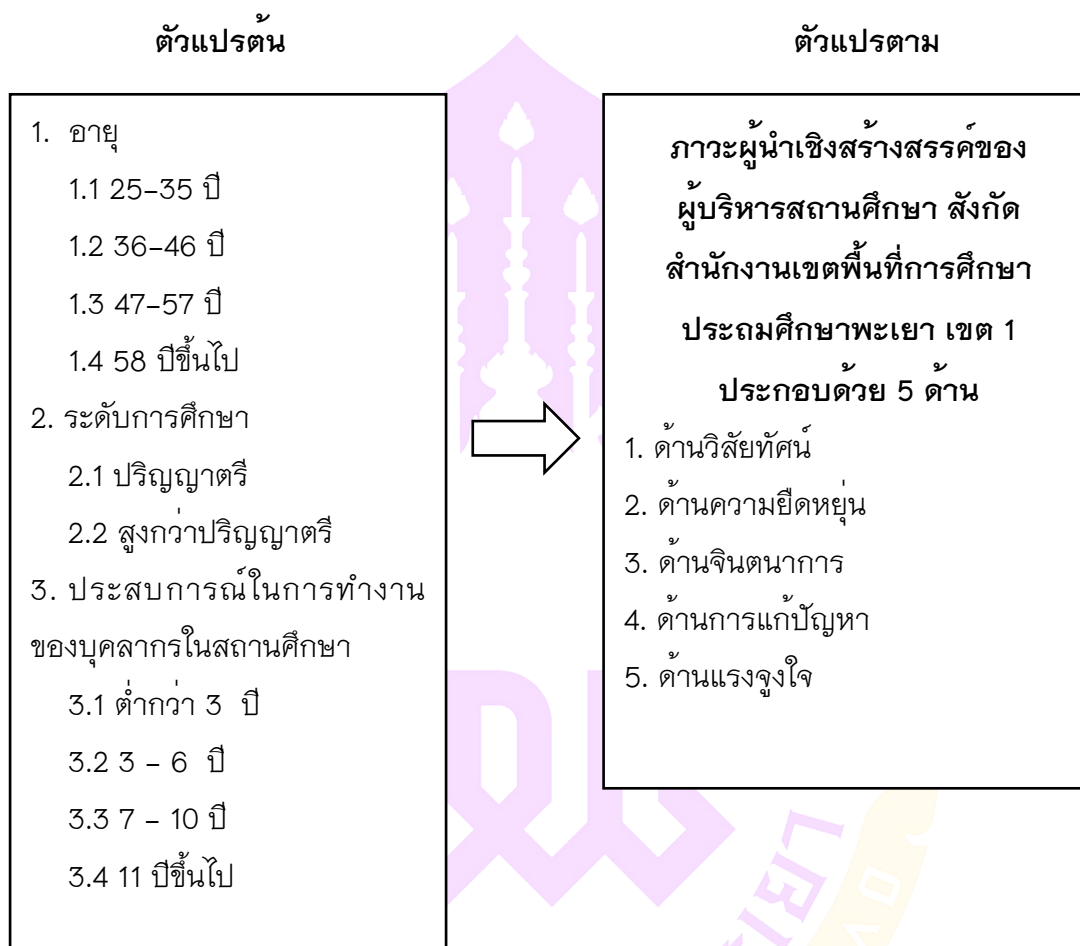 ตัวแปรต้น
1. อายุ
1.1 25–35 ปี
1.2 36–46 ปี
1.3 47–57 ปี
1.4 58 ปีขึ้นไป
2. ระดับการศึกษา
2.1 ปริญญาตรี
2.2 สูงกว่าปริญญาตรี
3. ประสบการณ์ในการทำงาน
ของบุคลากรในสถานศึกษา
3.1 ต่ำกว่า 3 ปี
3.2 3 – 6 ปี
3.3 7 – 10 ปี
3.4 11 ปีขึ้นไป
ตัวแปรตาม
ภาวะผู้นำเชิงสร้างสรรค์ของ
ผู้บริหารสถานศึกษา สังกัด
สำนักงานเขตพื้นที่การศึกษา
ประถมศึกษาพะเยา เขต 1
ประกอบด้วย 5 ด้าน
1. ด้านวิสัยทัศน์
2. ด้านความยืดหยุ่น
3. ด้านจินตนาการ
4. ด้านการแก้ปัญหา
5. ด้านแรงจูงใจ